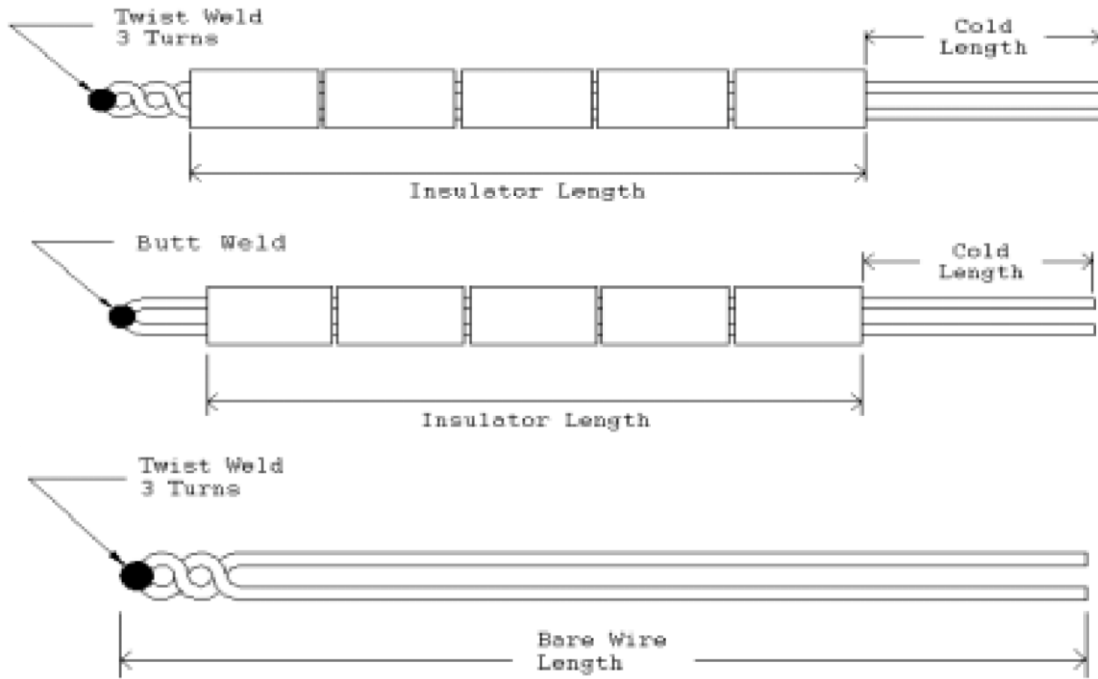 Twist Weld
3 Turns
Cold
Length
Insulator Length
Butt Weld
Cold
Length
Insulator Length
Twist Weld
3 Turns
Bare Wire
Length